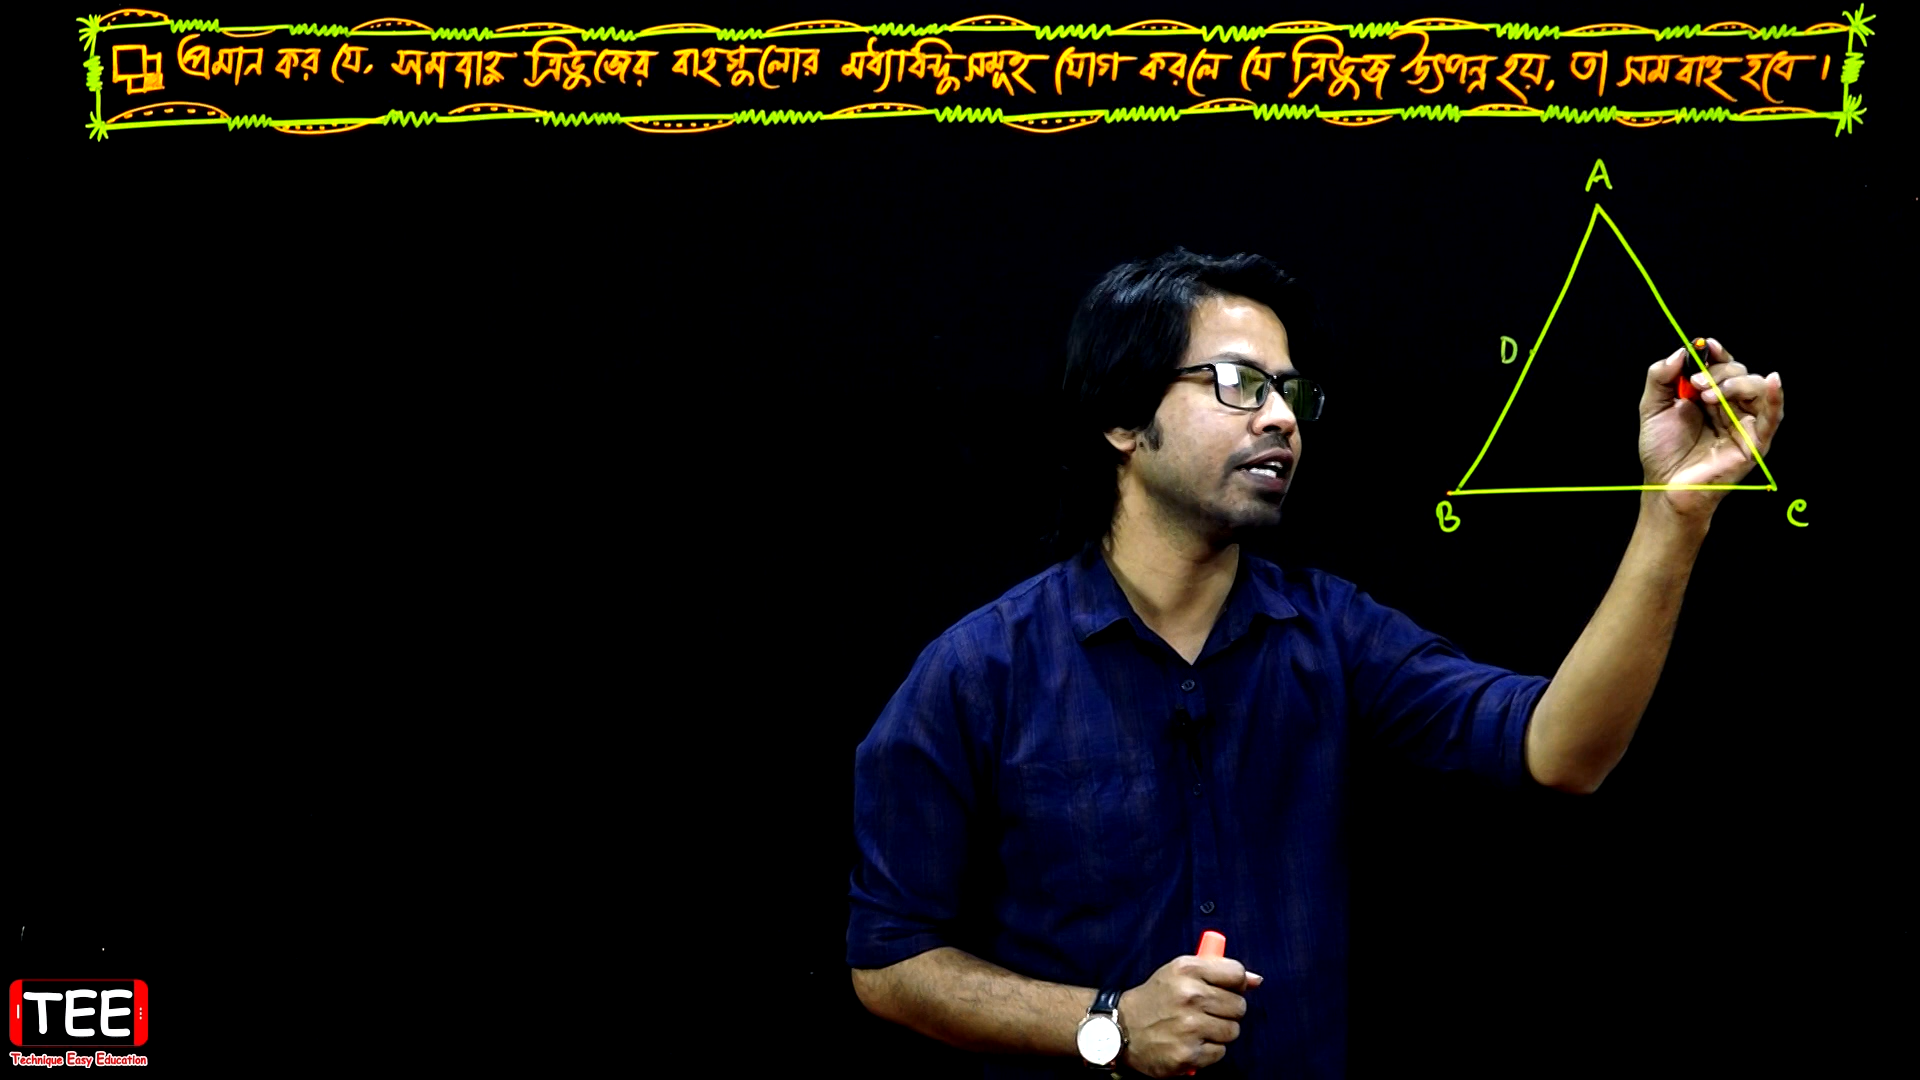 প্রমান কর যে, সমবাহু ত্রিভুজের বাহুগুলোর মধ্যবিন্দুসমূহ যোগ করলে যে ত্রিভুজ উৎপন্ন হয়, তা সমবাহু হবে।
A
D
B C
TEE
Technique Easy Education